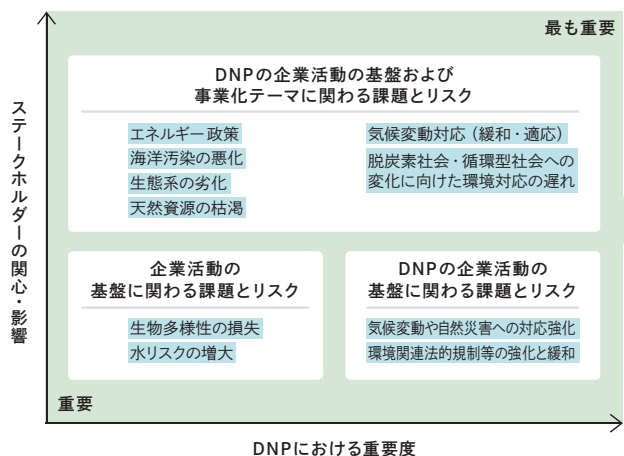 最も重要
DNPの企業活動の基盤および
事業化テーマに関わる課題とリスク
エネルギー政策
海洋汚染の悪化
生態系の劣化
天然資源の枯渇
気候変動対応（緩和・適応）
脱炭素社会・循環型社会への
変化に向けた環境対応の遅れ
企業活動の
基盤に関わる課題とリスク
生物多様性の損失
水リスクの増大
DNPの企業活動の
基盤に関わる課題とリスク
気候変動や自然災害への対応強化
環境関連法的規制等の強化と緩和
重要
ステークホルダーの関心・影響
DNPにおける重要度